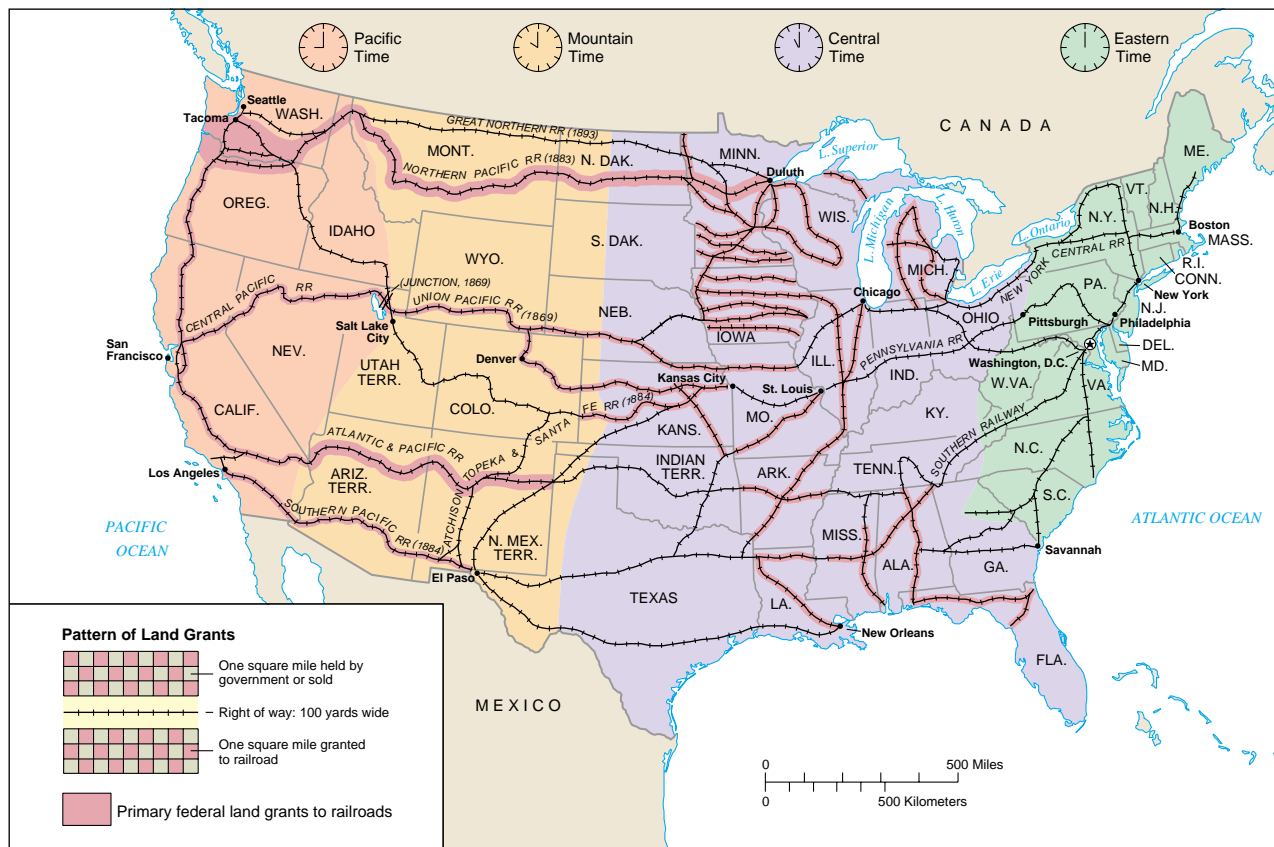 Pacific
Time
Mountain
Time
Central
Time
Eastern
Time
CANADA
Seattle
Tacoma
WASH.
GREAT NORTHERN RR (1893)
MONT.
N. DAK.
NORTHERN PACIFIC RR (1883)
MINN.
L. Superior
Duluth
ME.
VT.
N.H.
N.Y.
OREG.
IDAHO
WIS.
L. Michigan
L. Huron
L. Ontario
Boston
MASS.
S. DAK.
WYO.
MICH.
L. Erie
NEW YORK CENTRAL RR
R.I.
CONN.
(JUNCTION, 1869)
UNION PACIFIC RR (1869)
CENTRAL PACIFIC RR
NEB.
Chicago
PA.
New York
N.J.
OHIO
Pittsburgh
Philadelphia
Salt Lake
City
IOWA
San
Francisco
NEV.
UTAH
TERR.
Denver
ILL.
PENNSYLVANIA RR
Washington, D.C.
DEL.
MD.
Kansas City
St. Louis
IND.
W.VA.
VA.
CALIF.
COLO.
ATCHISON TOPEKA & SANTA FE RR (1884)
KANS.
MO.
KY.
ATLANTIC & PACIFIC RR
SOUTHERN RAILWAY
N.C.
Los Angeles
ARIZ.
TERR.
INDIAN
TERR.
ARK.
TENN.
S.C.
SOUTHERN PACIFIC RR (1884)
PACIFIC
OCEAN
N. MEX.
TERR.
MISS.
ATLANTIC OCEAN
Savannah
El Paso
ALA.
GA.
TEXAS
LA.
New Orleans
FLA.
MEXICO
Pattern of Land Grants
One square mile held by
government or sold
Right of way: 100 yards wide
One square mile granted
to railroad
Primary federal land grants to railroads
0 500 Miles
0 500 Kilometers